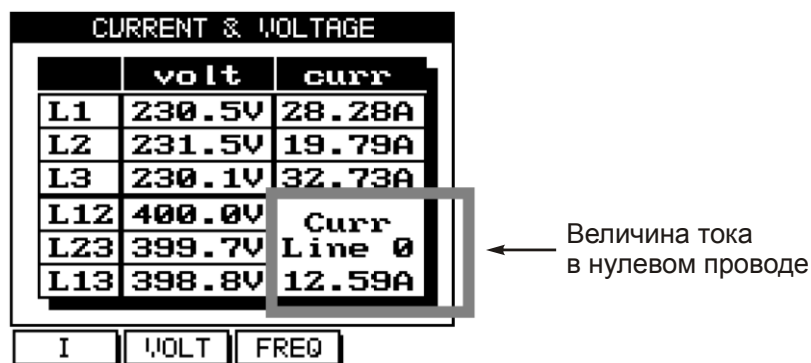 CURRENT & VOLTAGE
volt curr
L1 230.5V 28.28A
L2 231.5V 19.79A
L3 230.1V 32.73A
L12 400.0V Curr
L23 399.7V Line 0
L13 398.8V 12.59A
Величина тока
в нулевом проводе
I VOLT FREQ